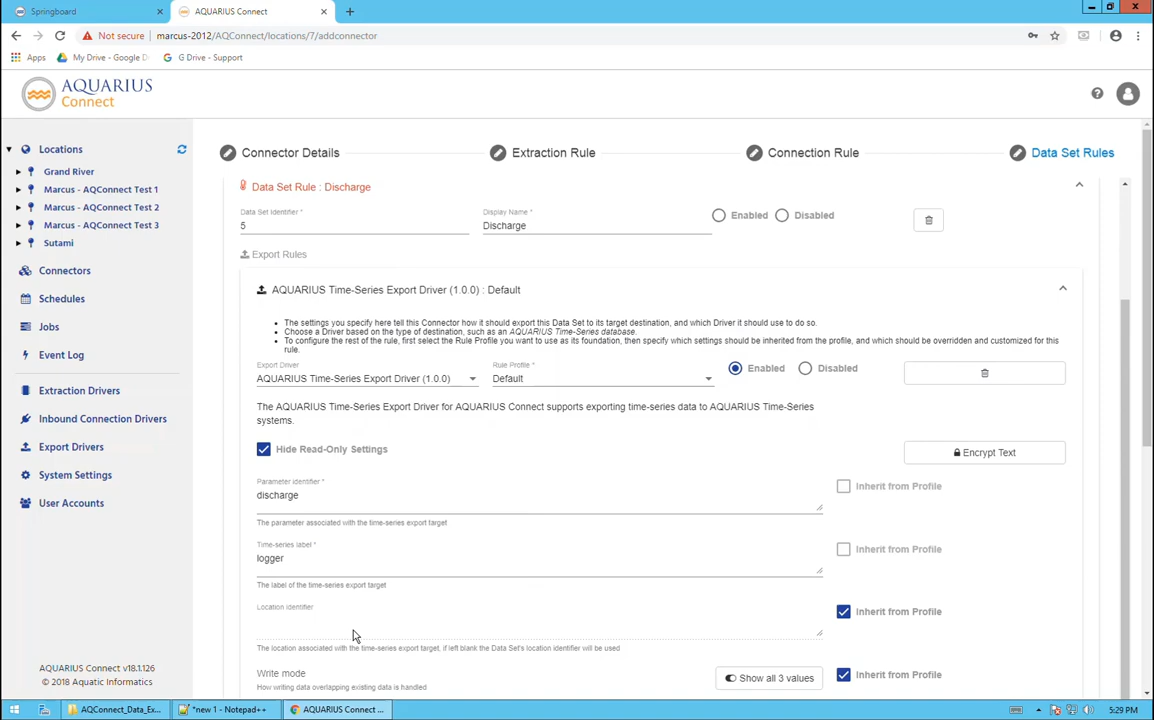 Springboard
AQUARIUS Connect
Not secure
marcus-2012/AQConnect/locations/7/addconnector
Apps
My Drive - Google D
G Drive - Support
AQUARIUS
Connect
Locations
Grand River
Marcus - AQConnect Test 1
Marcus - AQConnect Test 2
Marcus - AQConnect Test 3
Sutami
Connectors
Schedules
Jobs
Event Log
Extraction Drivers
Inbound Connection Drivers
Export Drivers
System Settings
User Accounts
AQUARIUS Connect v18.1.126
© 2018 Aquatic Informatics
Connector Details
Extraction Rule
Connection Rule
Data Set Rules
Data Set Rule : Discharge
Data Set Identifier *
5
Display Name *
Discharge
Enabled
Disabled
Export Rules
AQUARIUS Time-Series Export Driver (1.0.0) : Default
The settings you specify here tell this Connector how it should export this Data Set to its target destination, and which Driver it should use to do so.
Choose a Driver based on the type of destination, such as an AQUARIUS Time-Series database.
To configure the rest of the rule, first select the Rule Profile you want to use as its foundation, then specify which settings should be inherited from the profile, and which should be overridden and customized for this
rule.
Export Driver
AQUARIUS Time-Series Export Driver (1.0.0)
Rule Profile *
Default
Enabled
Disabled
The AQUARIUS Time-Series Export Driver for AQUARIUS Connect supports exporting time-series data to AQUARIUS Time-Series
systems.
Hide Read-Only Settings
Encrypt Text
Parameter identifier *
discharge
Inherit from Profile
The parameter associated with the time-series export target
Time-series label *
logger
Inherit from Profile
The label of the time-series export target
Location identifier
Inherit from Profile
The location associated with the time-series export target, if left blank the Data Set's location identifier will be used
Write mode
Show all 3 values
Inherit from Profile
How writing data overlapping existing data is handled
AQConnect_Data_Ex...
*new 1 - Notepad++
AQUARIUS Connect ...
5:29 PM